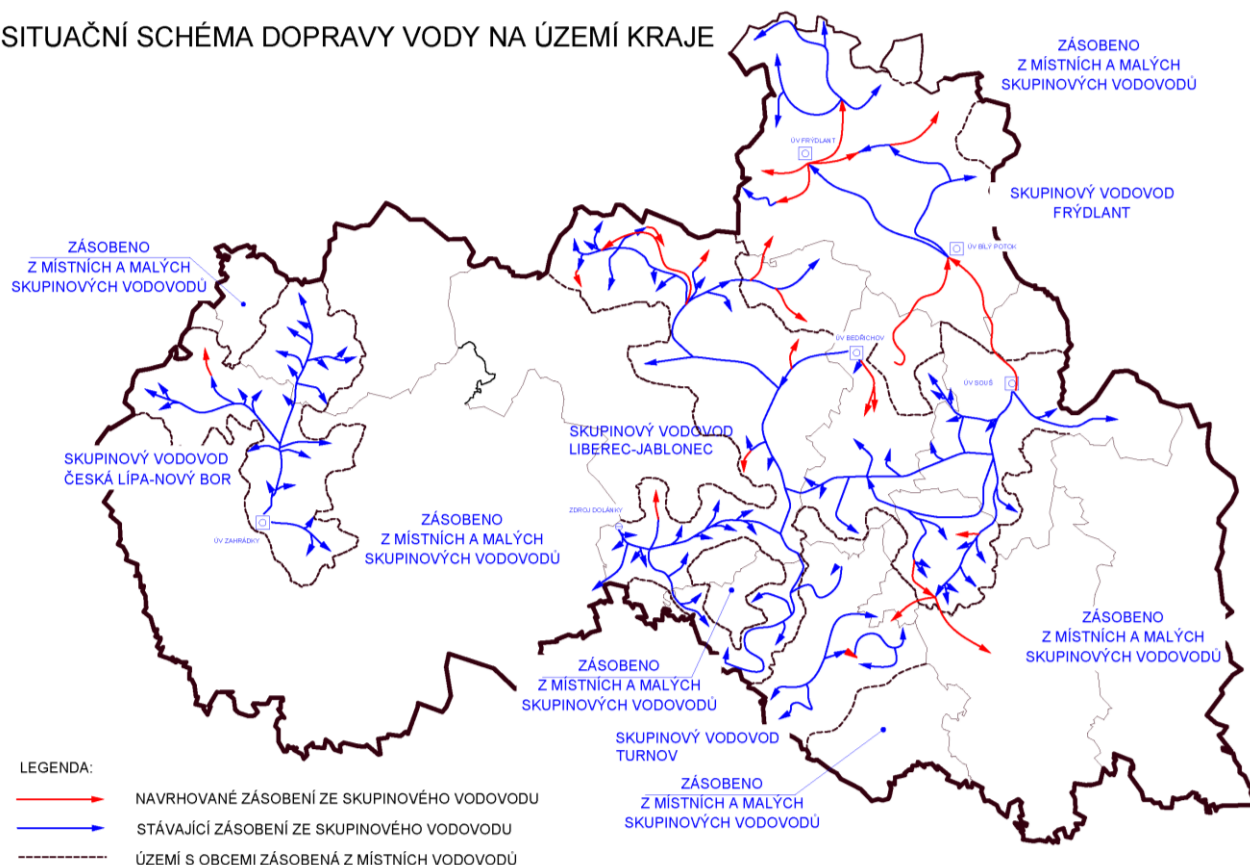 SITUAČNÍ SCHÉMA DOPRAVY VODY NA ÚZEMÍ KRAJE
ZÁSOBENO
Z MÍSTNÍCH A MALÝCH
SKUPINOVÝCH VODOVODŮ
ÚV FRÝDLANT
SKUPINOVÝ VODOVOD
FRÝDLANT
ÚV BÍLÝ POTOK
ZÁSOBENO
Z MÍSTNÍCH A MALÝCH
SKUPINOVÝCH VODOVODŮ
ÚV BEDŘICHOV
ÚV SOUŠ
SKUPINOVÝ VODOVOD
LIBEREC-JABLONEC
SKUPINOVÝ VODOVOD
ČESKÁ LÍPA-NOVÝ BOR
ZDROJ DOLÁNKY
ÚV ZAHRÁDKY
ZÁSOBENO
Z MÍSTNÍCH A MALÝCH
SKUPINOVÝCH VODOVODŮ
ZÁSOBENO
Z MÍSTNÍCH A MALÝCH
SKUPINOVÝCH VODOVODŮ
ZÁSOBENO
Z MÍSTNÍCH A MALÝCH
SKUPINOVÝCH VODOVODŮ
SKUPINOVÝ VODOVOD
TURNOV
ZÁSOBENO
Z MÍSTNÍCH A MALÝCH
SKUPINOVÝCH VODOVODŮ
LEGENDA:
NAVRHOVANÉ ZÁSOBENÍ ZE SKUPINOVÉHO VODOVODU
STÁVAJÍCÍ ZÁSOBENÍ ZE SKUPINOVÉHO VODOVODU
ÚZEMÍ S OBCEMI ZÁSOBENÁ Z MÍSTNÍCH VODOVODŮ